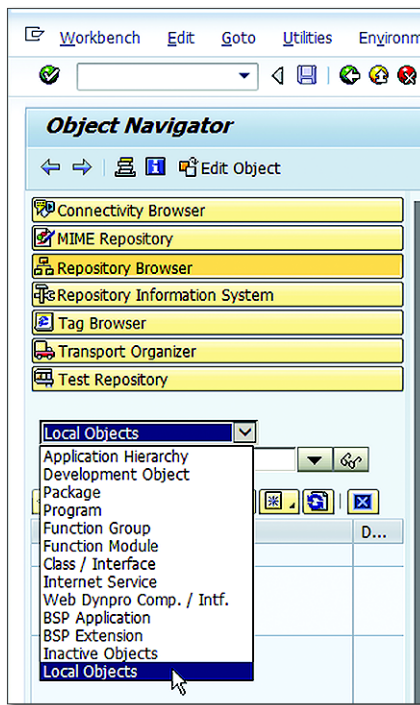 Workbench Edit Goto Utilities Environm
Object Navigator
Edit Object
Connectivity Browser
MIME Repository
Repository Browser
Repository Information System
Tag Browser
Transport Organizer
Test Repository
Local Objects
Application Hierarchy
Development Object
Package
Program
Function Group
Function Module
Class / Interface
Internet Service
Web Dynpro Comp. / Intf.
BSP Application
BSP Extension
Inactive Objects
Local Objects
D...